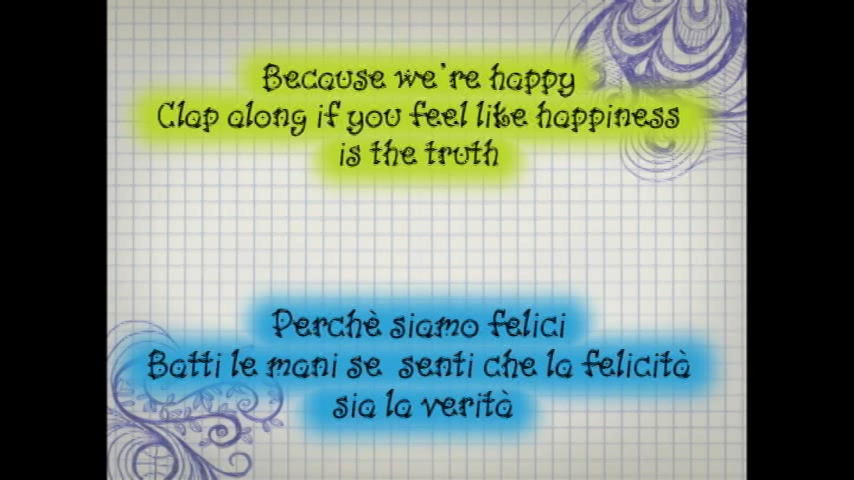 Because we're happy
Clap along if you feel like happiness
is the truth
Perchè siamo felici
Batti le mani se senti che la felicità
sia la verità